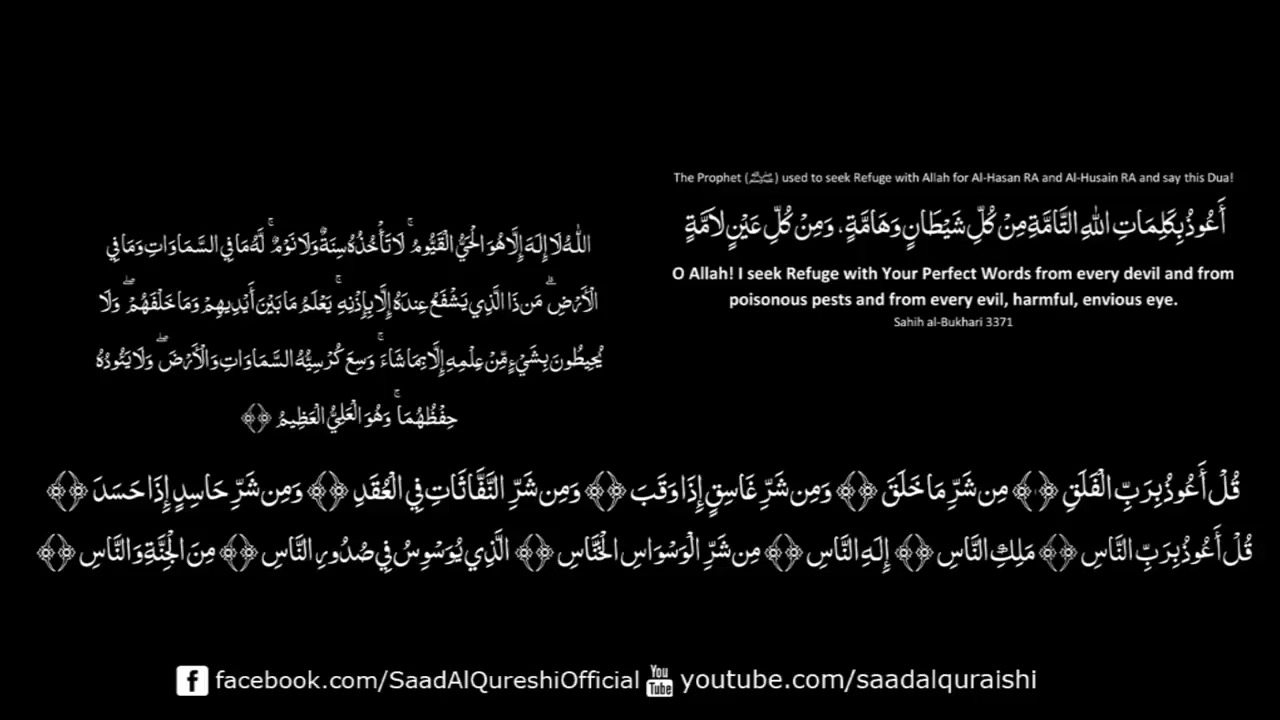 The Prophet (ﷺ) used to seek Refuge with Allah for Al-Hasan RA and Al-Husain RA and say this Dua!
أَعُوذُ بِكَلِمَاتِ اللهِ التَّامَّةِ مِنْ كُلِّ شَيْطَانٍ وَهَامَّةٍ، وَمِنْ كُلِّ عَيْنٍ لاَمَّةٍ
O Allah! I seek Refuge with Your Perfect Words from every devil and from
poisonous pests and from every evil, harmful, envious eye.
Sahih al-Bukhari 3371
اللَّهُ لَا إِلَٰهَ إِلَّا هُوَ الْحَيُّ الْقَيُّومُ ۚ لَا تَأْخُذُهُ سِنَةٌ وَلَا نَوْمٌ ۚ لَّهُ مَا فِي السَّمَاوَاتِ وَمَا فِي
الْأَرْضِ ۗ مَن ذَا الَّذِي يَشْفَعُ عِندَهُ إِلَّا بِإِذْنِهِ ۚ يَعْلَمُ مَا بَيْنَ أَيْدِيهِمْ وَمَا خَلْفَهُمْ ۖ وَلَا
يُحِيطُونَ بِشَيْءٍ مِّنْ عِلْمِهِ إِلَّا بِمَا شَاءَ ۚ وَسِعَ كُرْسِيُّهُ السَّمَاوَاتِ وَالْأَرْضَ ۖ وَلَا يَئُودُهُ
حِفْظُهُمَا ۚ وَهُوَ الْعَلِيُّ الْعَظِيمُ ﴿﴾
قُلْ أَعُوذُ بِرَبِّ الْفَلَقِ ﴿﴾ مِن شَرِّ مَا خَلَقَ ﴿﴾ وَمِن شَرِّ غَاسِقٍ إِذَا وَقَبَ ﴿﴾ وَمِن شَرِّ النَّفَّاثَاتِ فِي الْعُقَدِ ﴿﴾ وَمِن شَرِّ حَاسِدٍ إِذَا حَسَدَ ﴿﴾
قُلْ أَعُوذُ بِرَبِّ النَّاسِ ﴿﴾ مَلِكِ النَّاسِ ﴿﴾ إِلَٰهِ النَّاسِ ﴿﴾ مِن شَرِّ الْوَسْوَاسِ الْخَنَّاسِ ﴿﴾ الَّذِي يُوَسْوِسُ فِي صُدُورِ النَّاسِ ﴿﴾ مِنَ الْجِنَّةِ وَالنَّاسِ ﴿﴾
facebook.com/SaadAlQureshiOfficial You Tube youtube.com/saadalquraishi